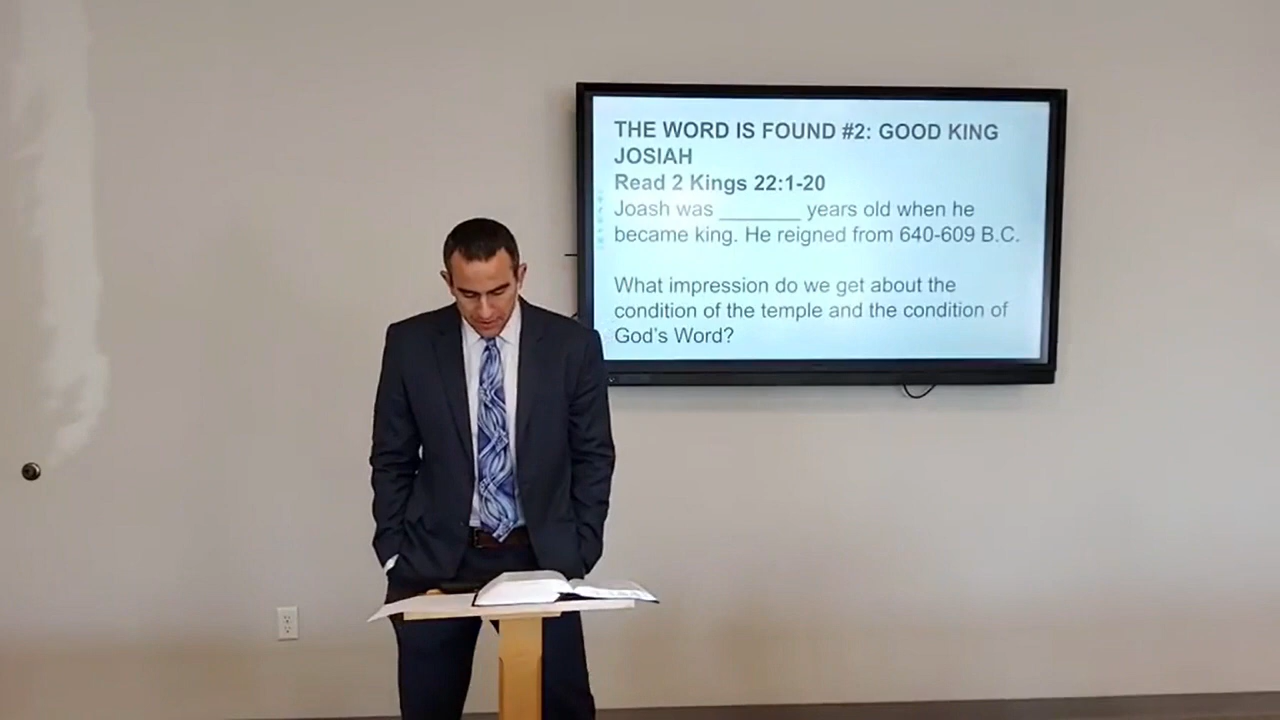 THE WORD IS FOUND #2: GOOD KING
JOSIAH
Read 2 Kings 22:1-20
Joash was ________ years old when he
became king. He reigned from 640-609 B.C.
What impression do we get about the
condition of the temple and the condition of
God's Word?